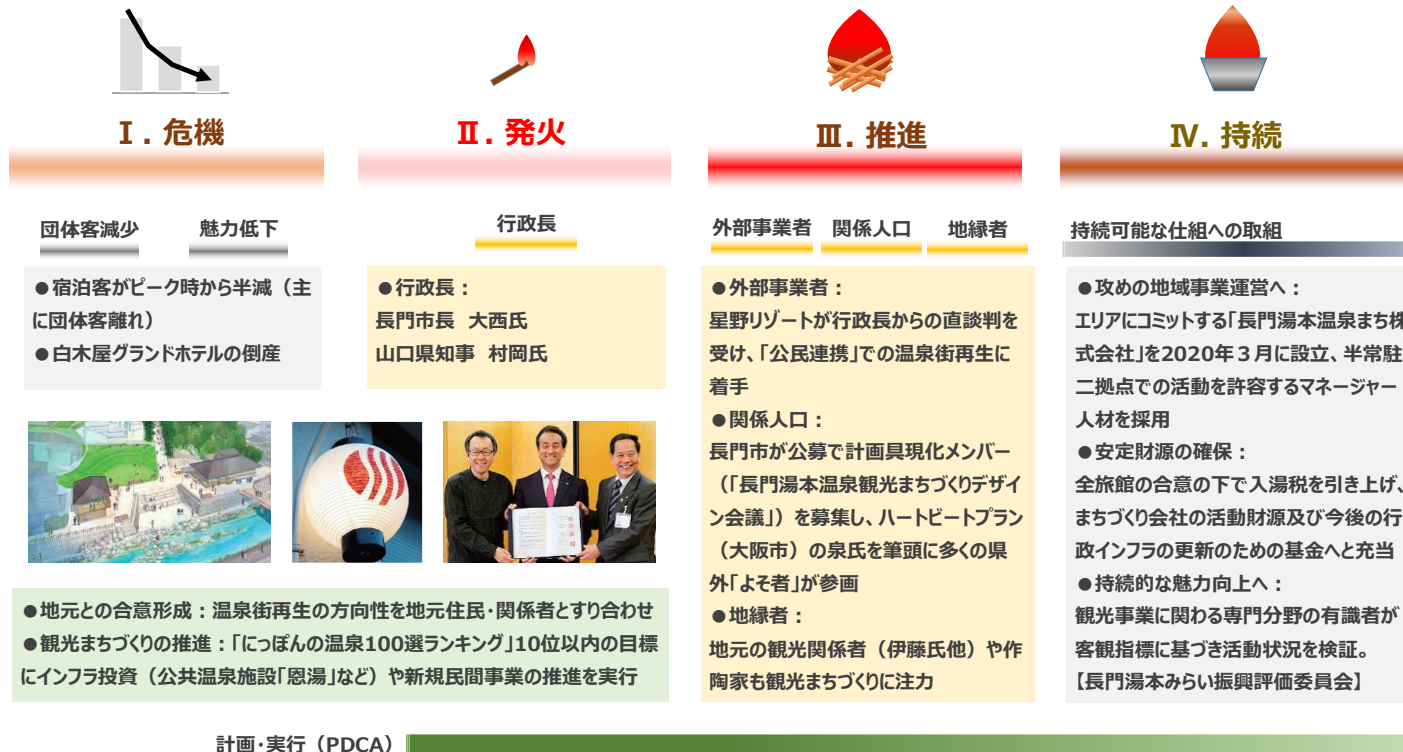 Ⅰ. 危機
Ⅱ. 発火
Ⅲ. 推進
Ⅳ. 持続
団体客減少
魅力低下
●宿泊客がピーク時から半減（主
に団体客離れ）
●白木屋グランドホテルの倒産
行政長
●行政長：
長門市長 大西氏
山口県知事 村岡氏
●地元との合意形成：温泉街再生の方向性を地元住民・関係者とすり合わせ
●観光まちづくりの推進：「にっぽんの温泉100選ランキング」10位以内の目標
にインフラ投資（公共温泉施設「恩湯」など）や新規民間事業の推進を実行
外部事業者
関係人口
地縁者
●外部事業者：
星野リゾートが行政長からの直談判を
受け、「公民連携」での温泉街再生に
着手
●関係人口：
長門市が公募で計画具現化メンバー
（「長門湯本温泉観光まちづくりデザイ
ン会議」）を募集し、ハートビートプラン
（大阪市）の泉氏を筆頭に多くの県
外「よそ者」が参画
●地縁者：
地元の観光関係者（伊藤氏他）や作
陶家も観光まちづくりに注力
持続可能な仕組への取組
●攻めの地域事業運営へ：
エリアにコミットする「長門湯本温泉まち株
式会社」を2020年３月に設立、半常駐
二拠点での活動を許容するマネージャー
人材を採用
●安定財源の確保：
全旅館の合意の下で入湯税を引き上げ、
まちづくり会社の活動財源及び今後の行
政インフラの更新のための基金へと充当
●持続的な魅力向上へ：
観光事業に関わる専門分野の有識者が
客観指標に基づき活動状況を検証。
【長門湯本みらい振興評価委員会】
計画・実行（PDCA）